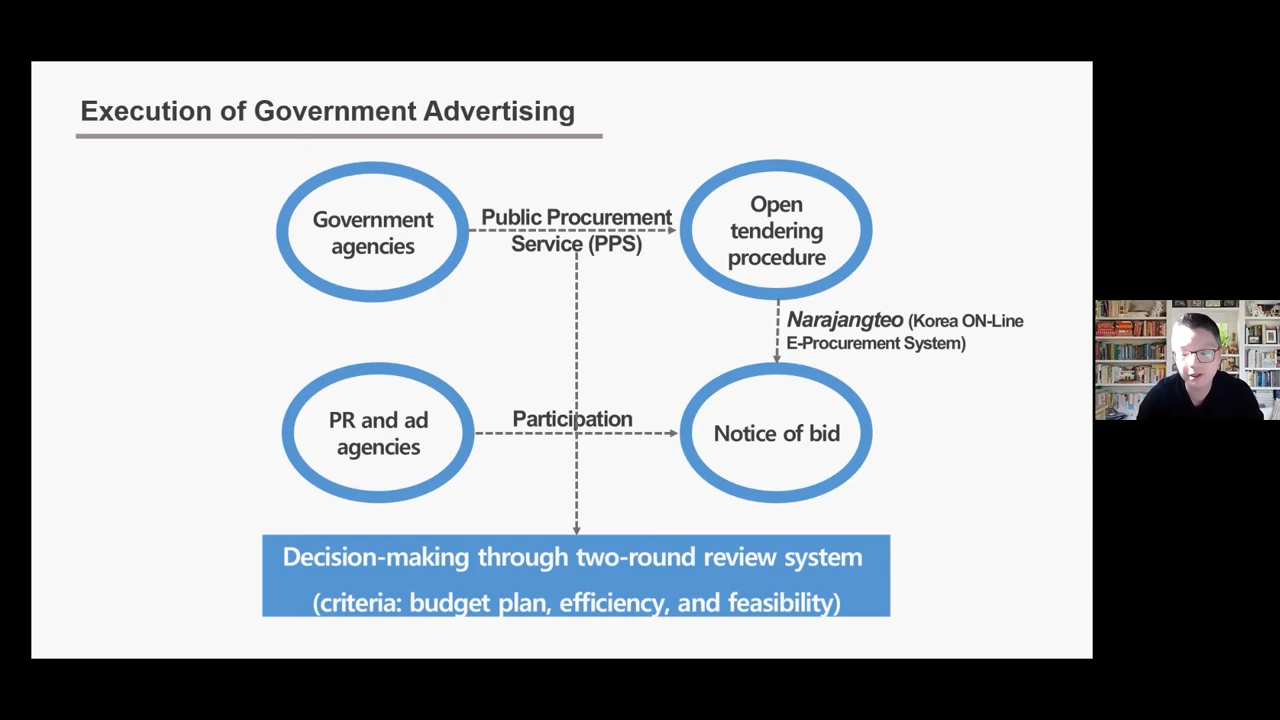 Execution of Government Advertising
Government
agencies
Public Procurement
Service (PPS)
Open
tendering
procedure
Narajangteo (Korea ON-Line
E-Procurement System)
PR and ad
agencies
Participation
Notice of bid
Decision-making through two-round review system
(criteria: budget plan, efficiency, and feasibility)